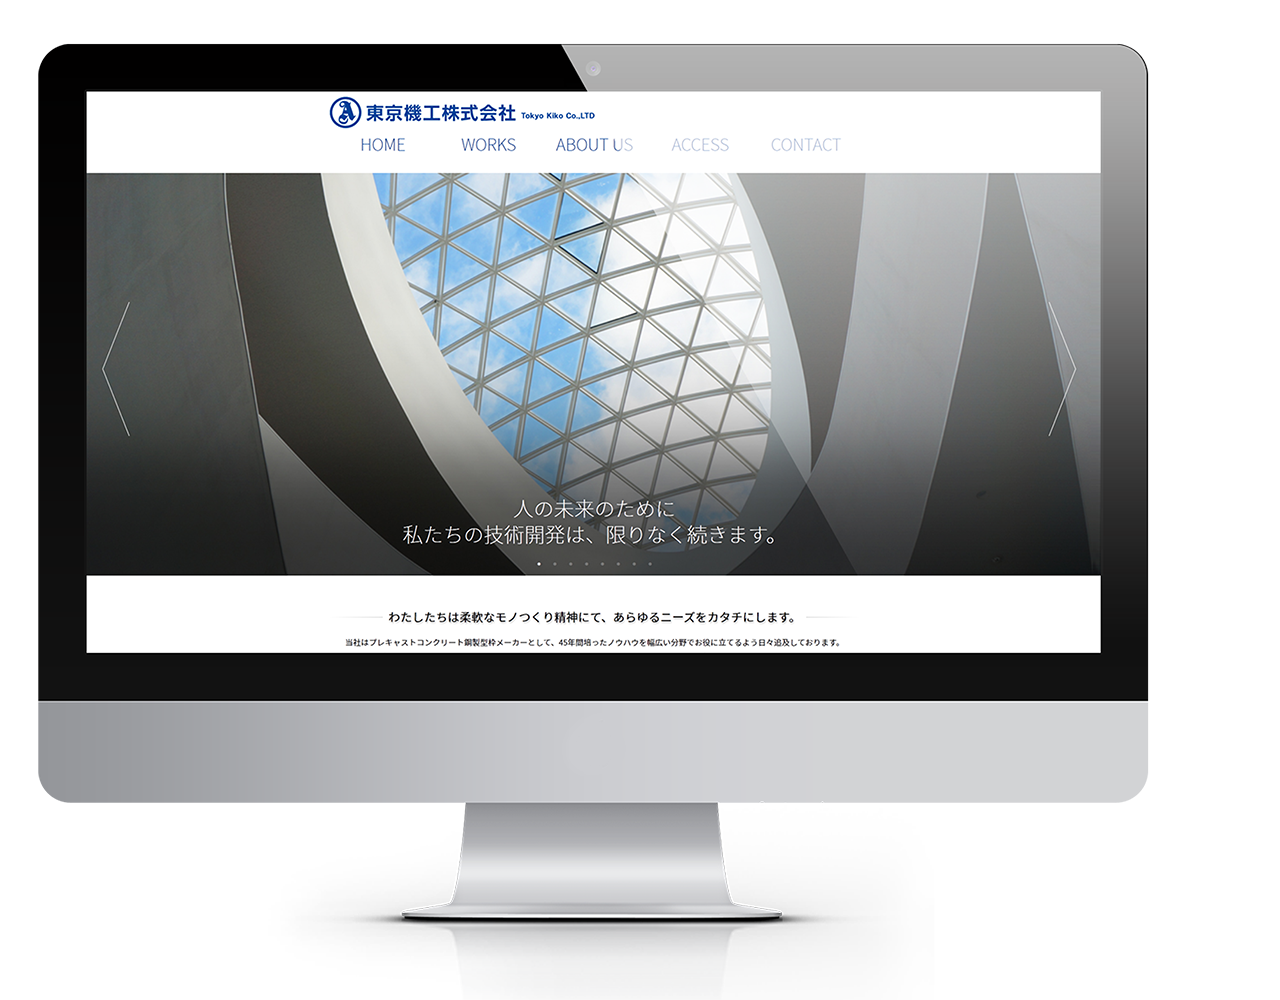 東京機工株式会社 Tokyo Kiko Co.,LTD
HOME WORKS ABOUT US ACCESS CONTACT
人の未来のために
私たちの技術開発は、限りなく続きます。
わたしたちは柔軟なモノつくり精神にて、あらゆるニーズをカタチにします。
当社はプレキャストコンクリート鋼製型枠メーカーとして、45年間培ったノウハウを幅広い分野でお役に立てるよう日々追及しております。